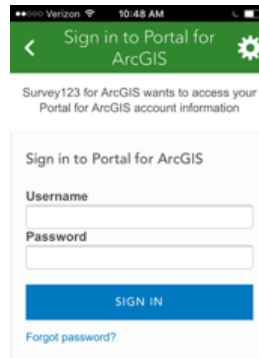 Verizon 10:48 AM
Sign in to Portal for
ArcGIS
Survey123 for ArcGIS wants to access your
Portal for ArcGIS account information
Sign in to Portal for ArcGIS
Username
Password
SIGN IN
Forgot password?